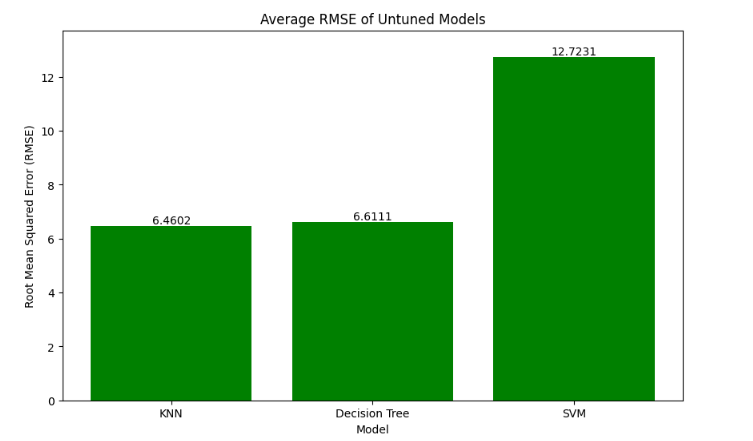 Average RMSE of Untuned Models
Root Mean Squared Error (RMSE)
12
10
8
6
4
2
0
6.4602
6.6111
12.7231
KNN
Decision Tree
SVM
Model